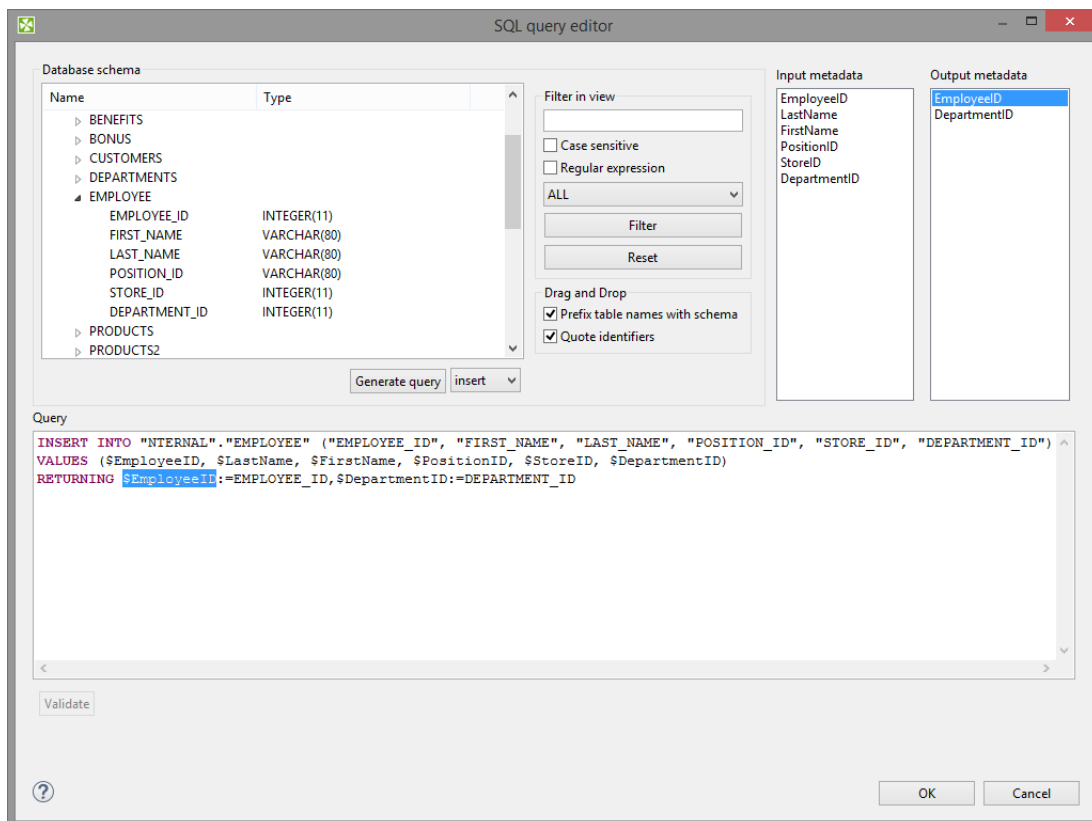 SQL query editor
Database schema
Name Type
BENEFITS
BONUS
CUSTOMERS
DEPARTMENTS
EMPLOYEE
EMPLOYEE_ID INTEGER(11)
FIRST_NAME VARCHAR(80)
LAST_NAME VARCHAR(80)
POSITION_ID VARCHAR(80)
STORE_ID INTEGER(11)
DEPARTMENT_ID INTEGER(11)
PRODUCTS
PRODUCTS2
Generate query insert
Filter in view
Case sensitive
Regular expression
ALL
Filter
Reset
Drag and Drop
Prefix table names with schema
Quote identifiers
Input metadata
EmployeeID
LastName
FirstName
PositionID
StoreID
DepartmentID
Output metadata
EmployeeID
DepartmentID
Query
INSERT INTO "NTERNAL"."EMPLOYEE" ("EMPLOYEE_ID", "FIRST_NAME", "LAST_NAME", "POSITION_ID", "STORE_ID", "DEPARTMENT_ID")
VALUES ($EmployeeID, $LastName, $FirstName, $PositionID, $StoreID, $DepartmentID)
RETURNING $EmployeeID:=EMPLOYEE_ID,$DepartmentID:=DEPARTMENT_ID
Validate
?
OK Cancel